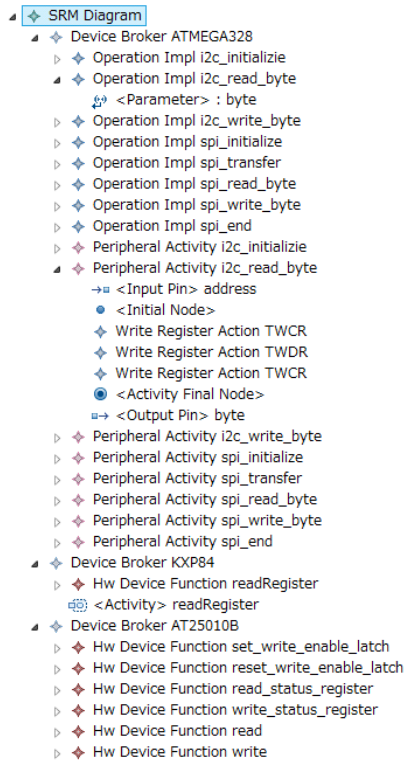 SRM Diagram
Device Broker ATMEGA328
Operation Impl i2c_initializie
Operation Impl i2c_read_byte
<Parameter> : byte
Operation Impl i2c_write_byte
Operation Impl spi_initialize
Operation Impl spi_transfer
Operation Impl spi_read_byte
Operation Impl spi_write_byte
Operation Impl spi_end
Peripheral Activity i2c_initializie
Peripheral Activity i2c_read_byte
<Input Pin> address
<Initial Node>
Write Register Action TWCR
Write Register Action TWDR
Write Register Action TWCR
<Activity Final Node>
<Output Pin> byte
Peripheral Activity i2c_write_byte
Peripheral Activity spi_initialize
Peripheral Activity spi_transfer
Peripheral Activity spi_read_byte
Peripheral Activity spi_write_byte
Peripheral Activity spi_end
Device Broker KXP84
Hw Device Function readRegister
<Activity> readRegister
Device Broker AT25010B
Hw Device Function set_write_enable_latch
Hw Device Function reset_write_enable_latch
Hw Device Function read_status_register
Hw Device Function write_status_register
Hw Device Function read
Hw Device Function write